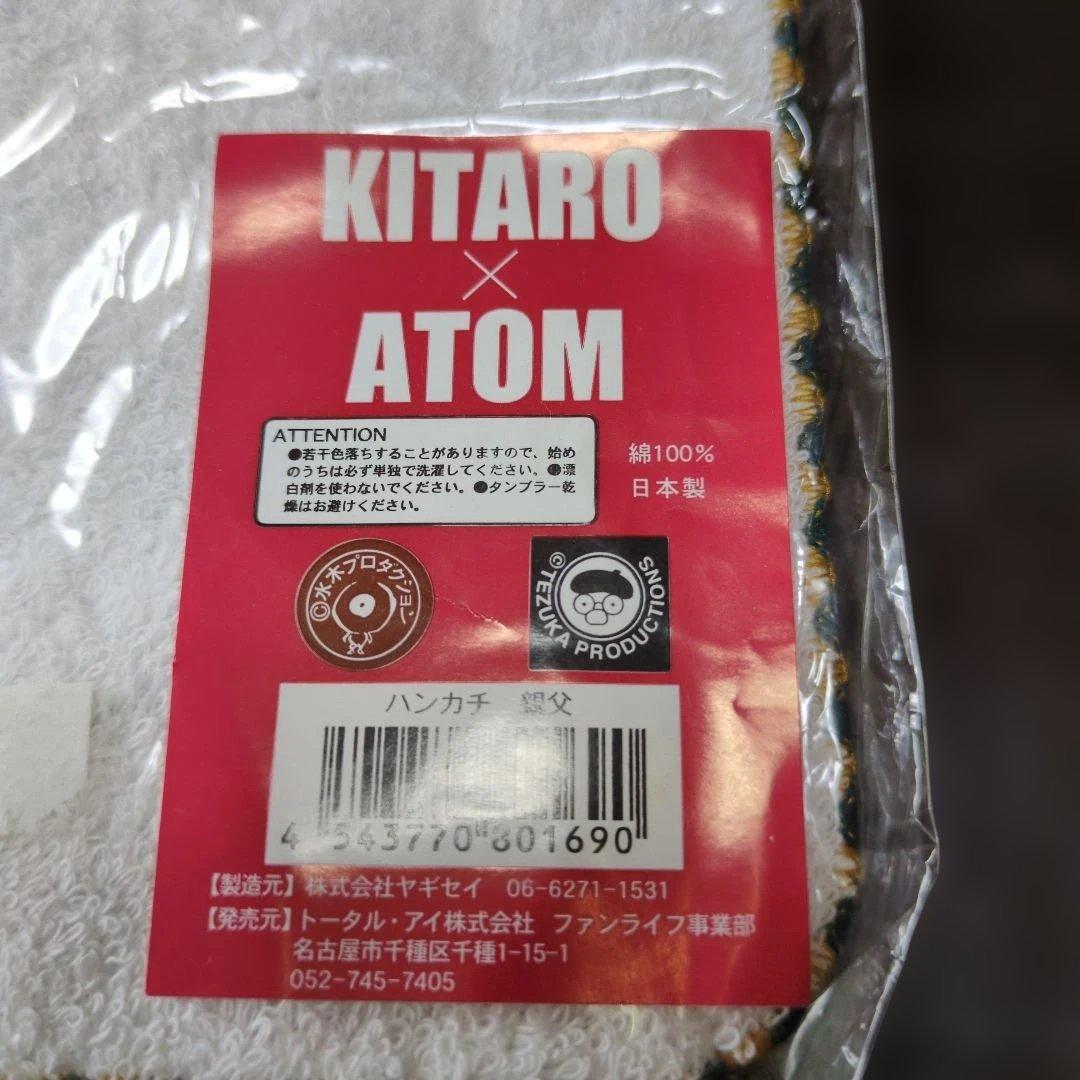 KITARO
×
ATOM
ATTENTION
●若干色落ちすることがありますので、始め
のうちは必ず単独で洗濯してください。●漂
白剤を使わないでください。●タンブラー乾
燥はお避けください。
綿100%
日本製
©水木プロダクション
©TEZUKA PRODUCTIONS
ハンカチ 親父
4 543770 801690
【製造元】株式会社ヤギセイ 06-6271-1531
【発売元】トータル・アイ株式会社 ファンライフ事業部
名古屋市千種区千種1-15-1
052-745-7405